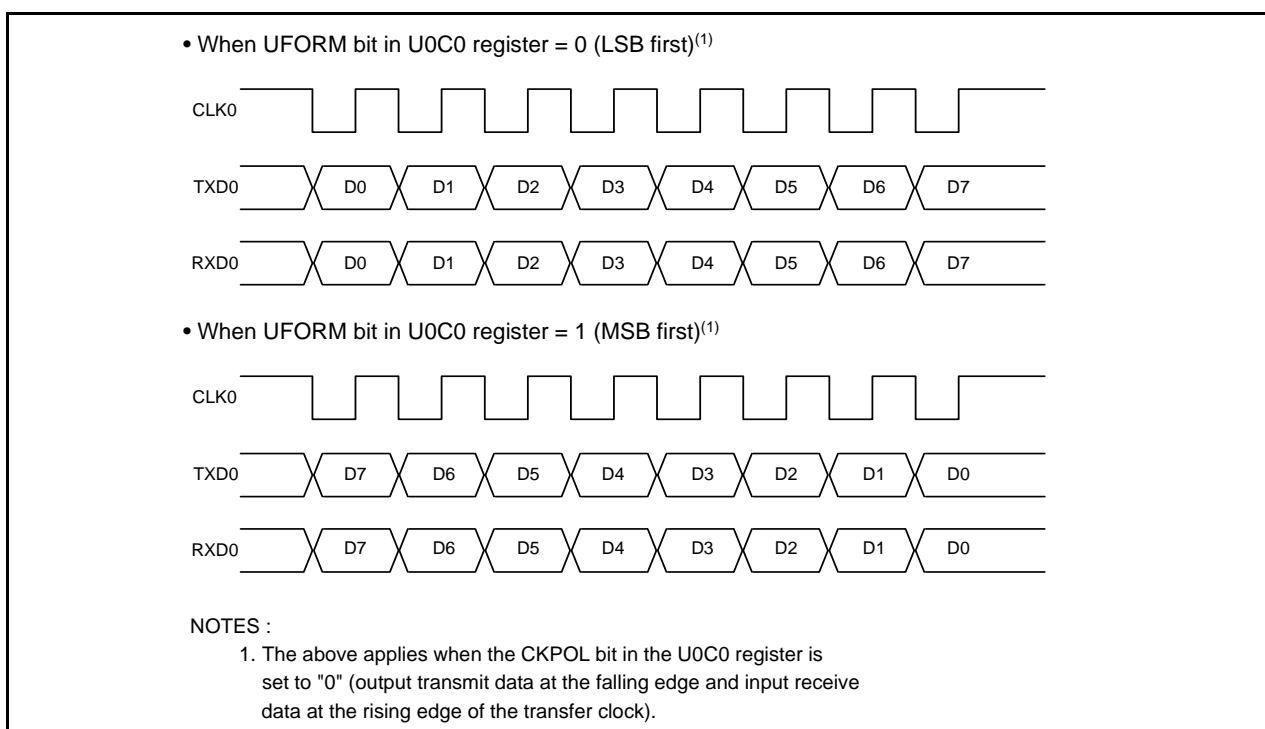 • When UFORM bit in U0C0 register = 0 (LSB first)(1)
CLK0
TXD0 D0 D1 D2 D3 D4 D5 D6 D7
RXD0 D0 D1 D2 D3 D4 D5 D6 D7
• When UFORM bit in U0C0 register = 1 (MSB first)(1)
CLK0
TXD0 D7 D6 D5 D4 D3 D2 D1 D0
RXD0 D7 D6 D5 D4 D3 D2 D1 D0
NOTES :
1. The above applies when the CKPOL bit in the U0C0 register is
set to "0" (output transmit data at the falling edge and input receive
data at the rising edge of the transfer clock).